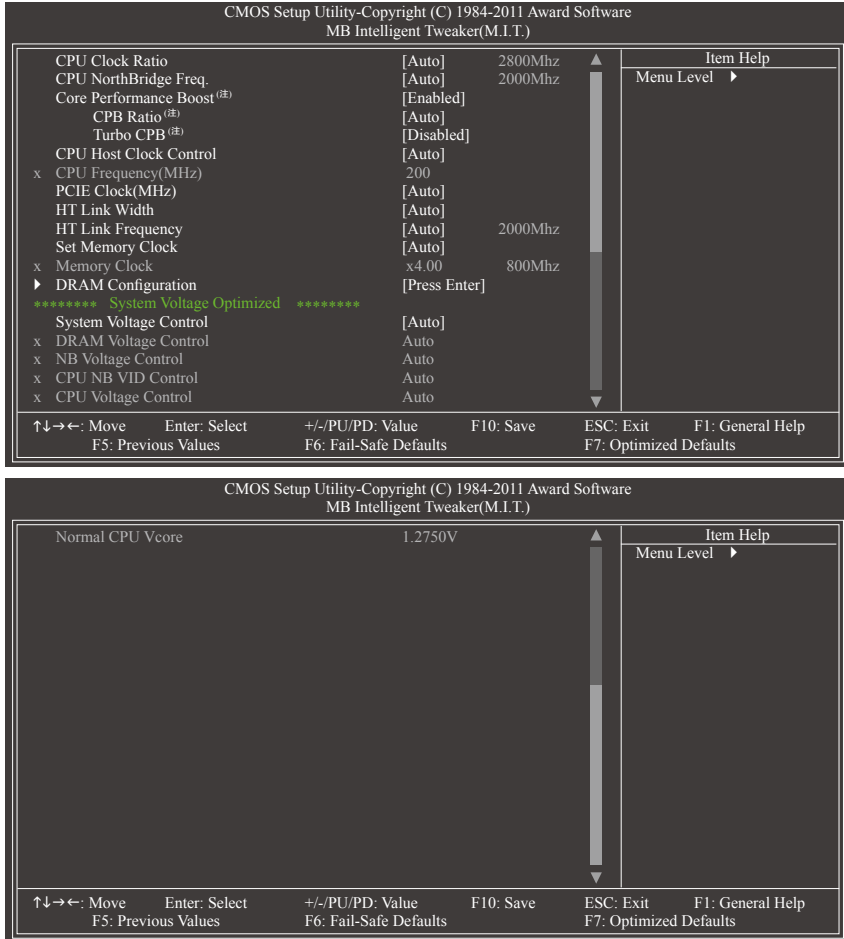 CMOS Setup Utility-Copyright (C) 1984-2011 Award Software
MB Intelligent Tweaker(M.I.T.)
CPU Clock Ratio [Auto] 2800Mhz ▲ Item Help
CPU NorthBridge Freq. [Auto] 2000Mhz Menu Level ▶
Core Performance Boost (注) [Enabled]
CPB Ratio (注) [Auto]
Turbo CPB (注) [Disabled]
CPU Host Clock Control [Auto]
x CPU Frequency(MHz) 200
PCIE Clock(MHz) [Auto]
HT Link Width [Auto]
HT Link Frequency [Auto] 2000Mhz
Set Memory Clock [Auto]
x Memory Clock x4.00 800Mhz
▶ DRAM Configuration [Press Enter]
******** System Voltage Optimized ********
System Voltage Control [Auto]
x DRAM Voltage Control Auto
x NB Voltage Control Auto
x CPU NB VID Control Auto
x CPU Voltage Control Auto ▼
↑↓→←: Move Enter: Select +/-/PU/PD: Value F10: Save ESC: Exit F1: General Help
F5: Previous Values F6: Fail-Safe Defaults F7: Optimized Defaults
CMOS Setup Utility-Copyright (C) 1984-2011 Award Software
MB Intelligent Tweaker(M.I.T.)
Normal CPU Vcore 1.2750V ▲ Item Help
Menu Level ▶
▼
↑↓→←: Move Enter: Select +/-/PU/PD: Value F10: Save ESC: Exit F1: General Help
F5: Previous Values F6: Fail-Safe Defaults F7: Optimized Defaults